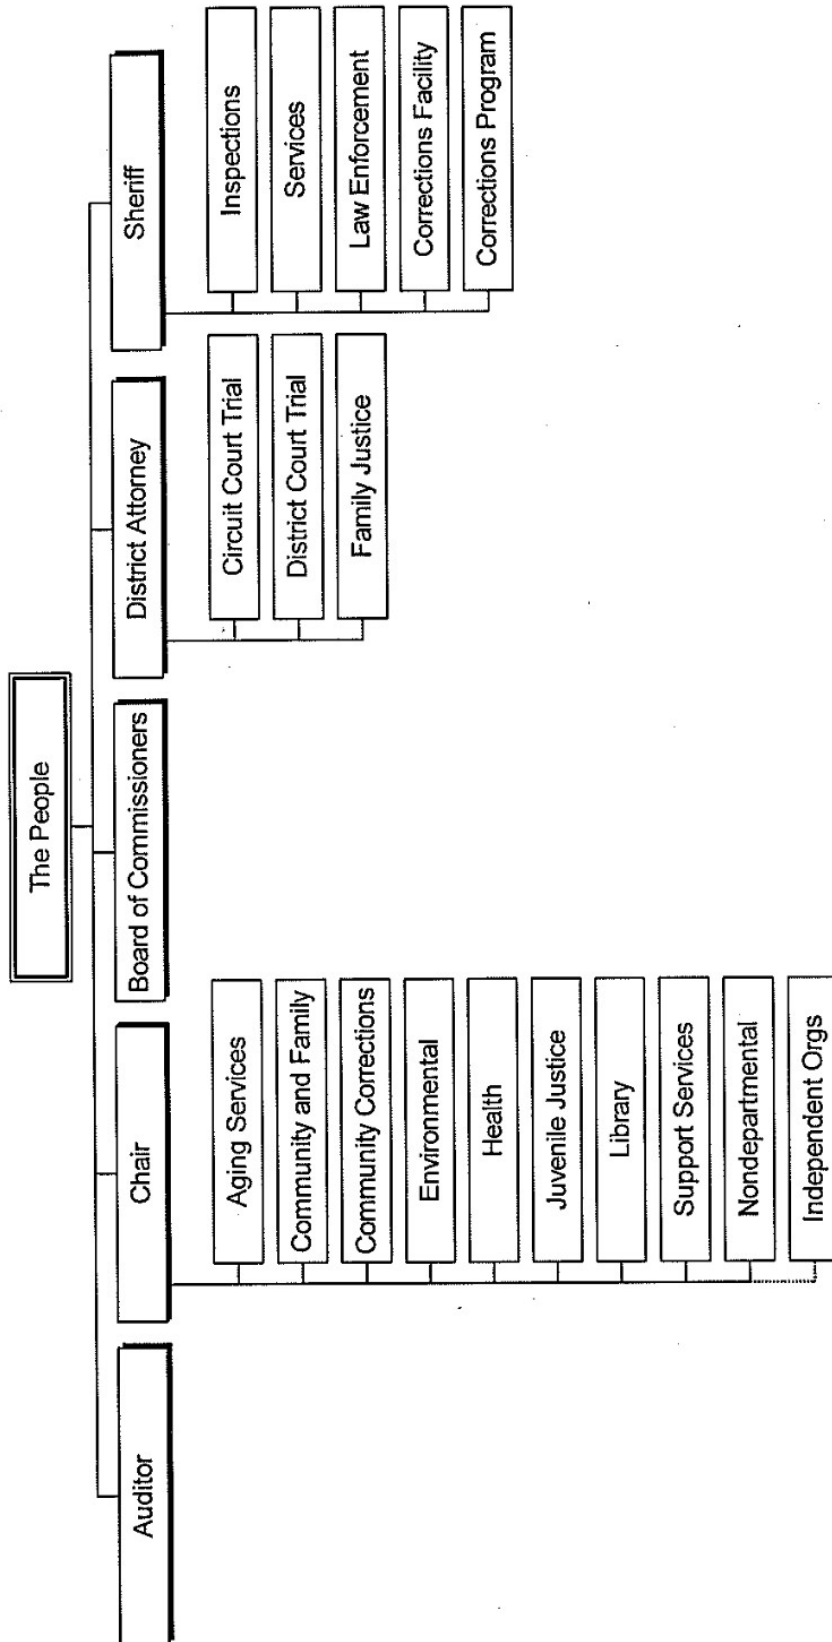 The People
Auditor
Chair
Board of Commissioners
District Attorney
Sheriff
Aging Services
Community and Family
Community Corrections
Environmental
Health
Juvenile Justice
Library
Support Services
Nondepartmental
Independent Orgs
Circuit Court Trial
District Court Trial
Family Justice
Inspections
Services
Law Enforcement
Corrections Facility
Corrections Program